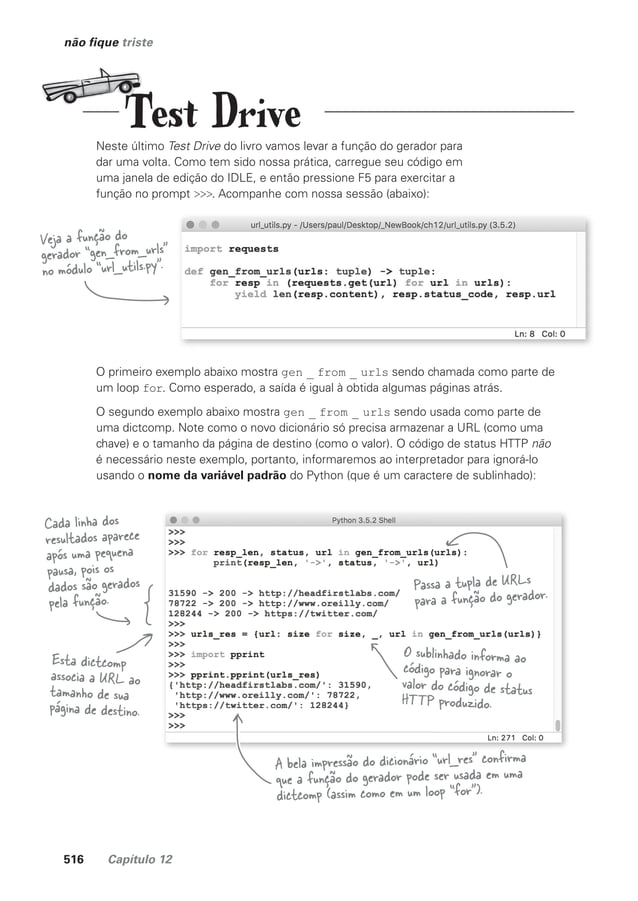 não fique triste
Test Drive
Neste último Test Drive do livro vamos levar a função do gerador para
dar uma volta. Como tem sido nossa prática, carregue seu código em
uma janela de edição do IDLE, e então pressione F5 para exercitar a
função no prompt >>>. Acompanhe com nossa sessão (abaixo):
Veja a função do
gerador “gen_from_urls”
no módulo “url_utils.py”.
url_utils.py - /Users/paul/Desktop/_NewBook/ch12/url_utils.py (3.5.2)
import requests
def gen_from_urls(urls: tuple) -> tuple:
    for resp in (requests.get(url) for url in urls):
        yield len(resp.content), resp.status_code, resp.url
Ln: 8 Col: 0
O primeiro exemplo abaixo mostra gen _ from _ urls sendo chamada como parte de
um loop for. Como esperado, a saída é igual à obtida algumas páginas atrás.
O segundo exemplo abaixo mostra gen _ from _ urls sendo usada como parte de
uma dictcomp. Note como o novo dicionário só precisa armazenar a URL (como uma
chave) e o tamanho da página de destino (como o valor). O código de status HTTP não
é necessário neste exemplo, portanto, informaremos ao interpretador para ignorá-lo
usando o nome da variável padrão do Python (que é um caractere de sublinhado):
Cada linha dos
resultados aparece
após uma pequena
pausa, pois os
dados são gerados
pela função.
Esta dictcomp
associa a URL ao
tamanho de sua
página de destino.
Python 3.5.2 Shell
>>>
>>>
>>> for resp_len, status, url in gen_from_urls(urls):
        print(resp_len, '->', status, '->', url)
31590 -> 200 -> http://headfirstlabs.com/
78722 -> 200 -> http://www.oreilly.com/
128244 -> 200 -> https://twitter.com/
>>>
>>> urls_res = {url: size for size, _, url in gen_from_urls(urls)}
>>>
>>> import pprint
>>>
>>> pprint.pprint(urls_res)
{'http://headfirstlabs.com/': 31590,
 'http://www.oreilly.com/': 78722,
 'https://twitter.com/': 128244}
>>>
>>>
Ln: 271 Col: 0
Passa a tupla de URLs
para a função do gerador.
O sublinhado informa ao
código para ignorar o
valor do código de status
HTTP produzido.
A bela impressão do dicionário “url_res” confirma
que a função do gerador pode ser usada em uma
dictcomp (assim como em um loop “for”).
516 Capítulo 12